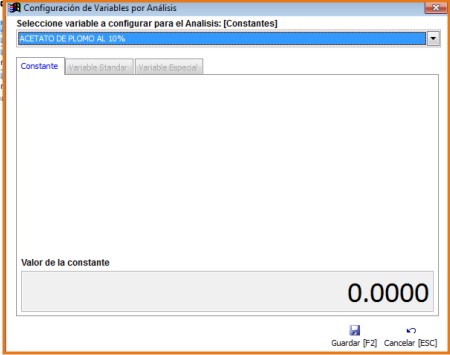 Configuración de Variables por Análisis
Seleccione variable a configurar para el Analisis: [Constantes]
ACETATO DE PLOMO AL 10%
Constante Variable Standar Variable Especial
Valor de la constante
0.0000
Guardar [F2] Cancelar [ESC]